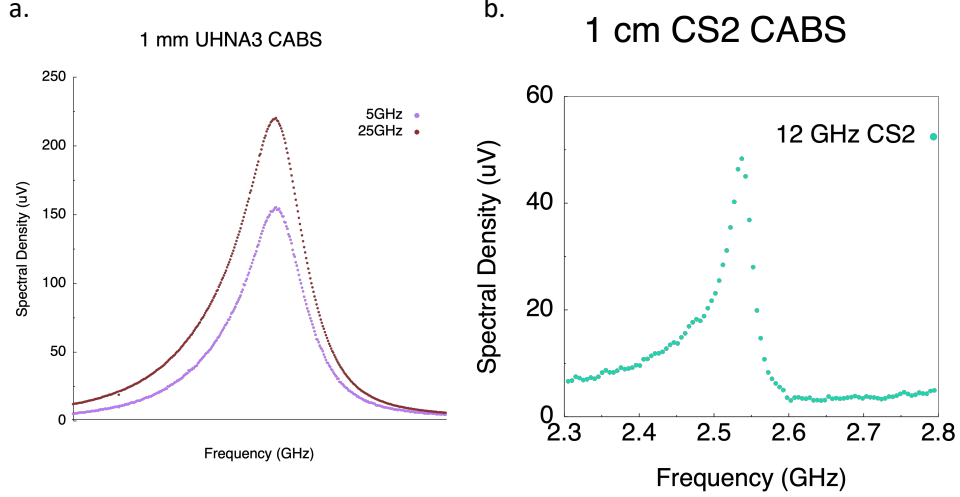 a.
1 mm UHNA3 CABS
250
200
150
100
50
0
Spectral Density (uV)
5GHz
25GHz
Frequency (GHz)
b.
1 cm CS2 CABS
60
40
20
0
Spectral Density (uV)
12 GHz CS2
2.3 2.4 2.5 2.6 2.7 2.8
Frequency (GHz)